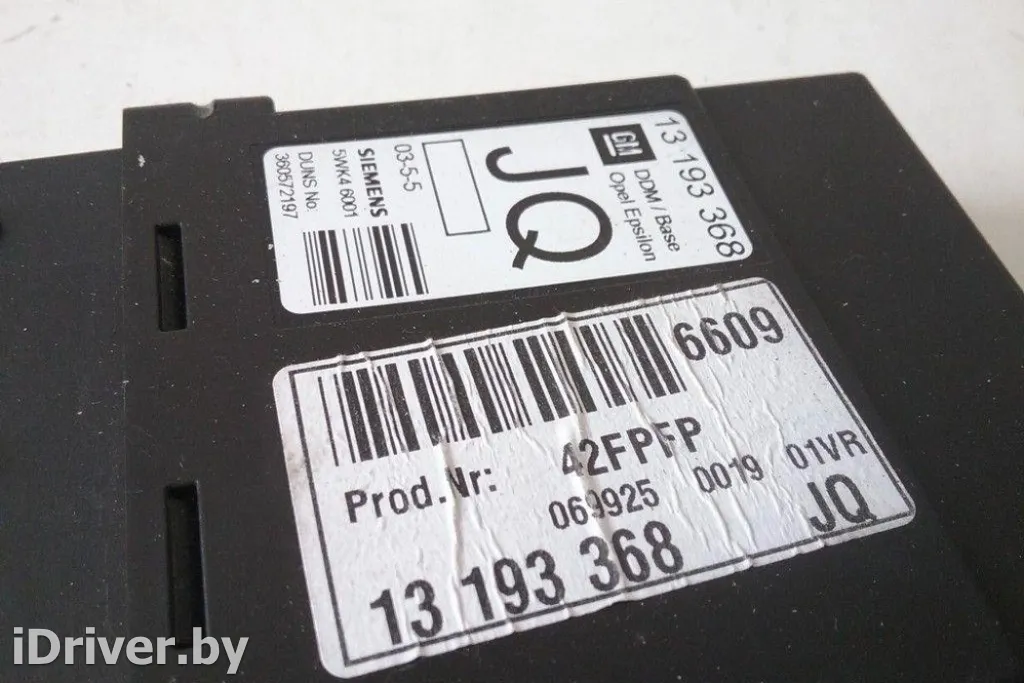 13 193 368
GM
DDM / Base
Opel Epsilon
JQ
03-5-5
SIEMENS
5WK4 6001
DUNS No.
360572197
6609
Prod.Nr: 42FPFP
069925 0019 01VR
13 193 368 JQ
iDriver.by